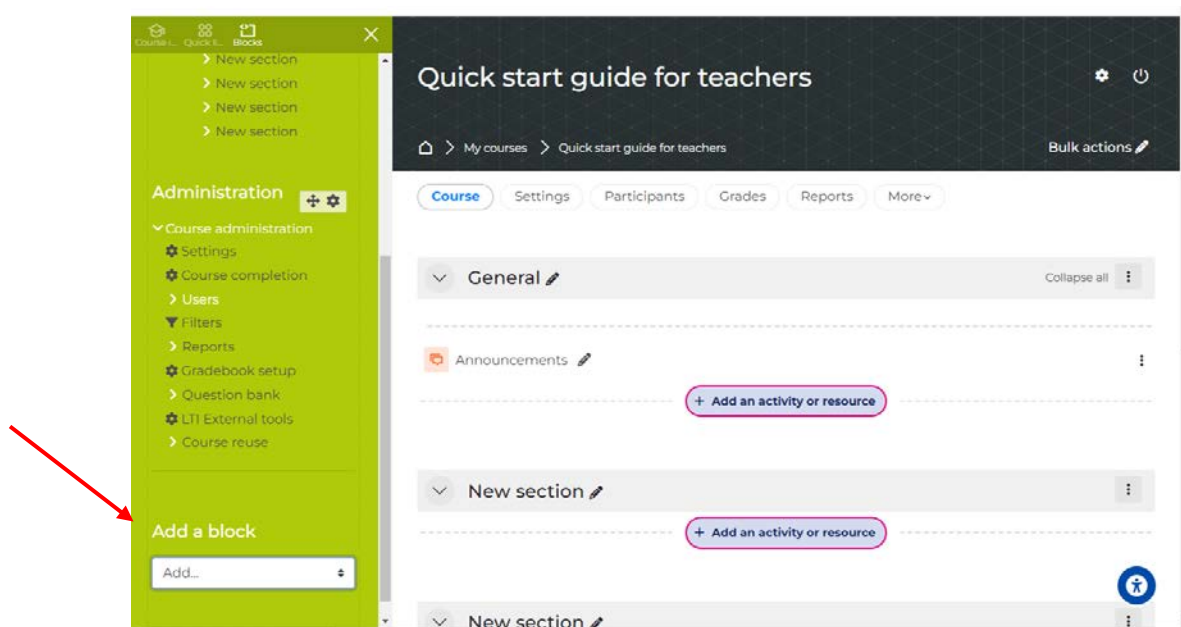 Course i... Quick s... Blocks
New section
New section
New section
New section
Administration
Course administration
Settings
Course completion
Users
Filters
Reports
Gradebook setup
Question bank
LTI External tools
Course reuse
Add a block
Add...
Quick start guide for teachers
My courses Quick start guide for teachers
Bulk actions
Course Settings Participants Grades Reports More
General
Collapse all
Announcements
+ Add an activity or resource
New section
+ Add an activity or resource
New section